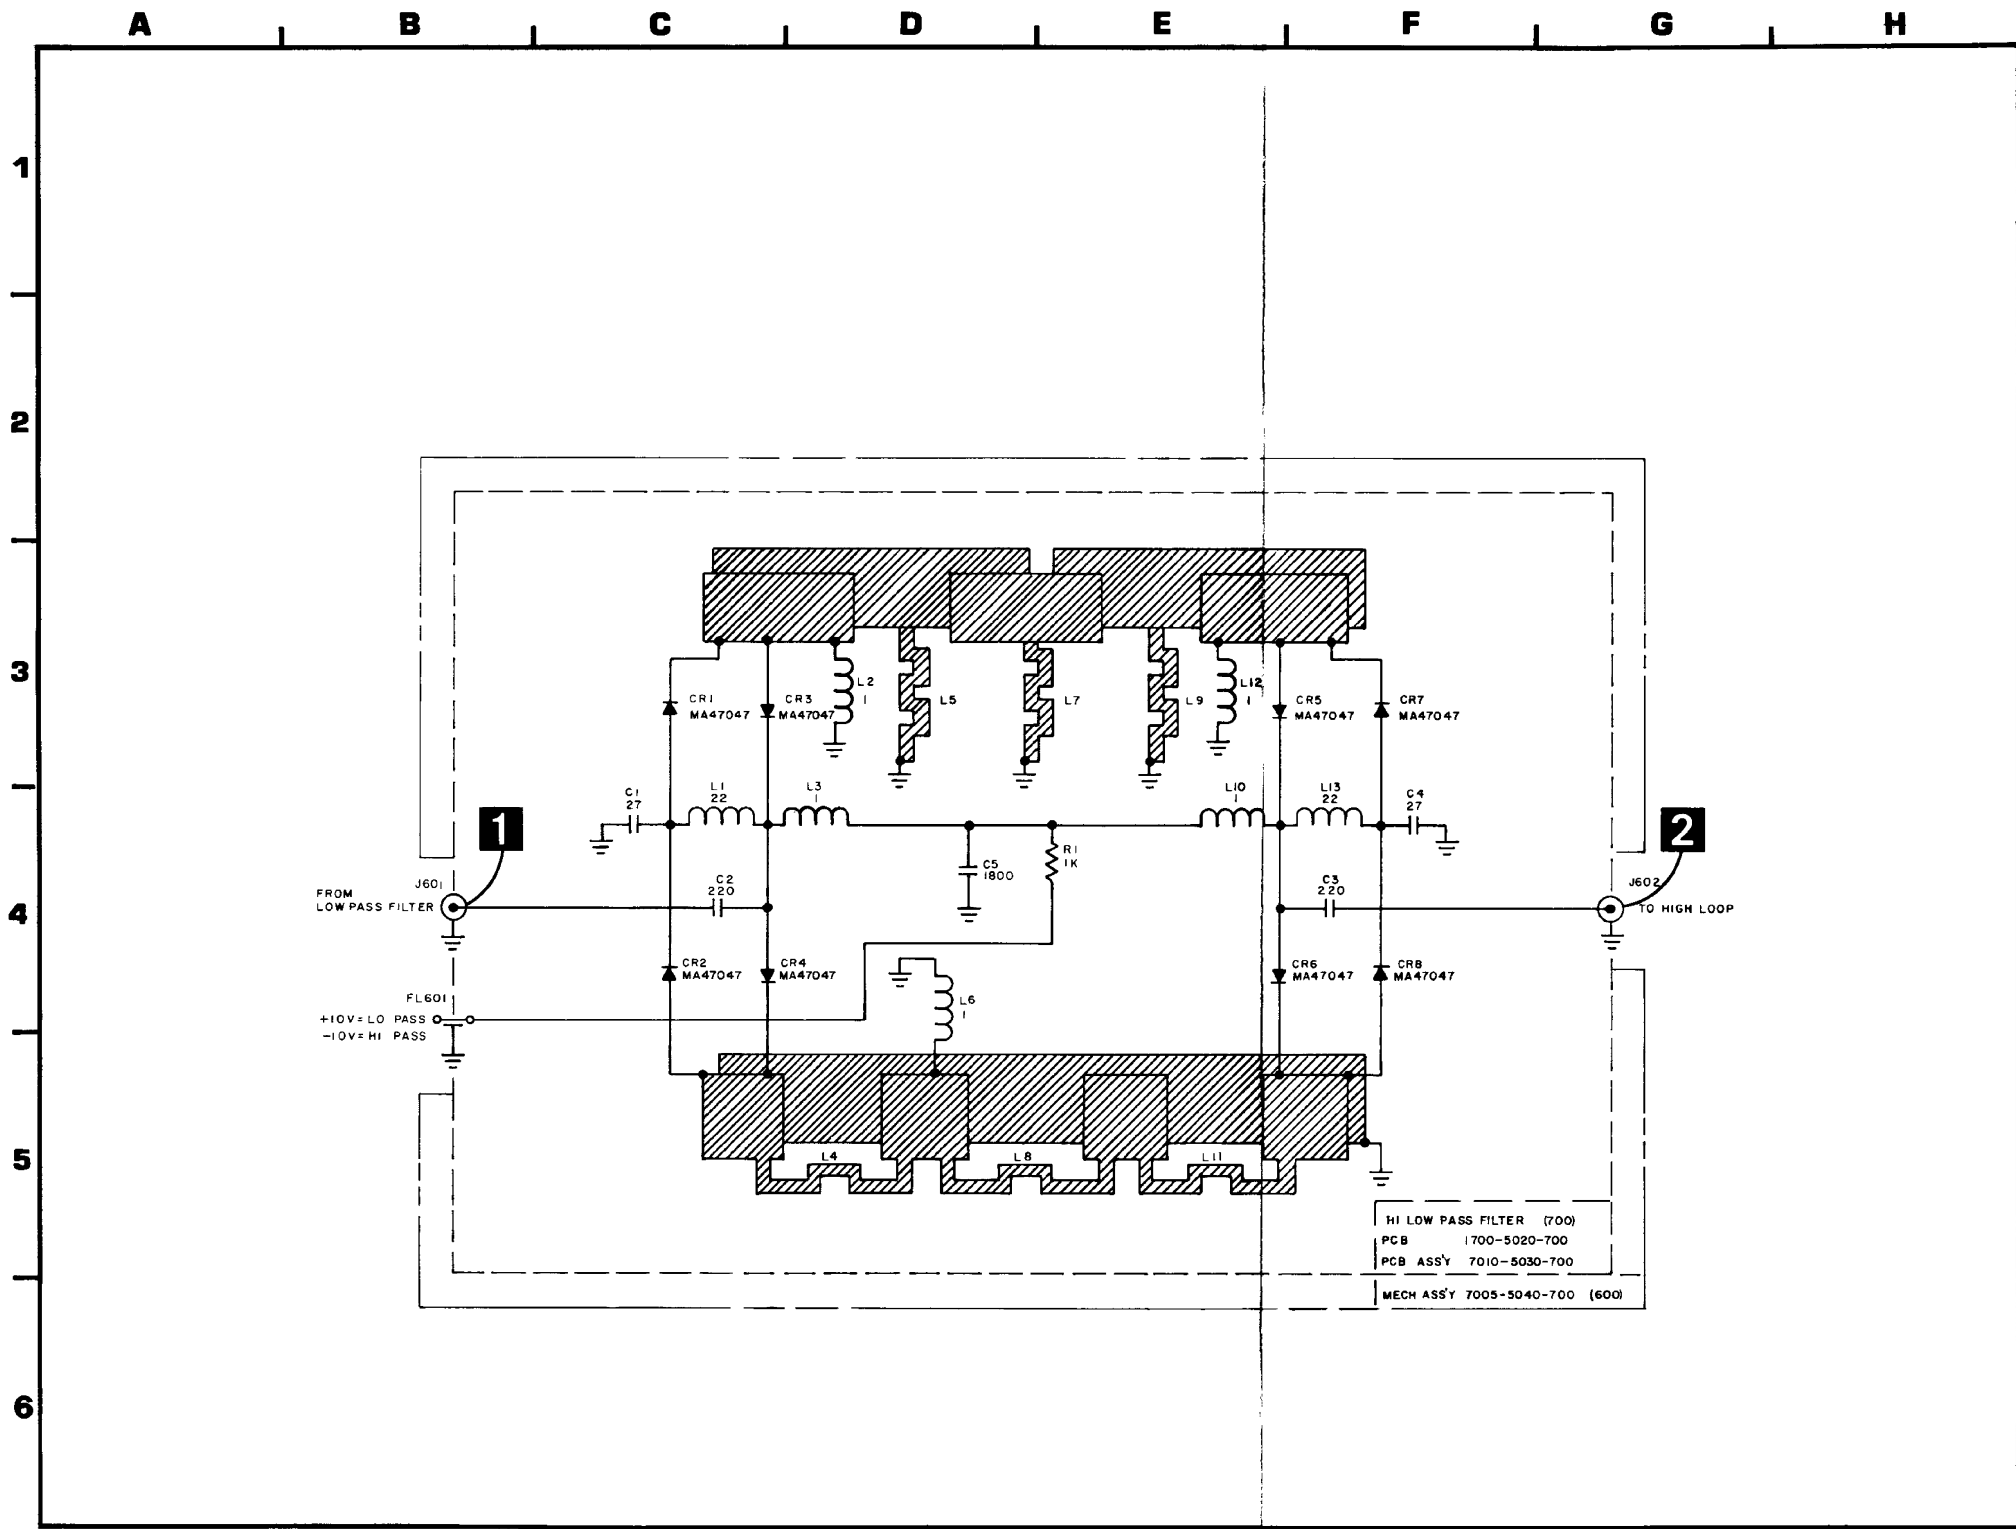 A B C D E F G H
1
2
3
4
5
6
CR1
MA47047
CR3
MA47047
L2
1
L5
L7
L9
L12
1
CR5
MA47047
CR7
MA47047
C1
27
L1
22
L3
1
L10
1
L13
22
C4
27
1
2
C5
1800
R1
1K
J601
FROM
LOW PASS FILTER
C2
220
C3
220
J602
TO HIGH LOOP
CR2
MA47047
CR4
MA47047
CR6
MA47047
CR8
MA47047
L6
1
FL601
+10V=LO PASS
-10V=HI PASS
L4
L8
L11
HI LOW PASS FILTER (700)
PCB 1700-5020-700
PCB ASS'Y 7010-5030-700
MECH ASS'Y 7005-5040-700 (600)